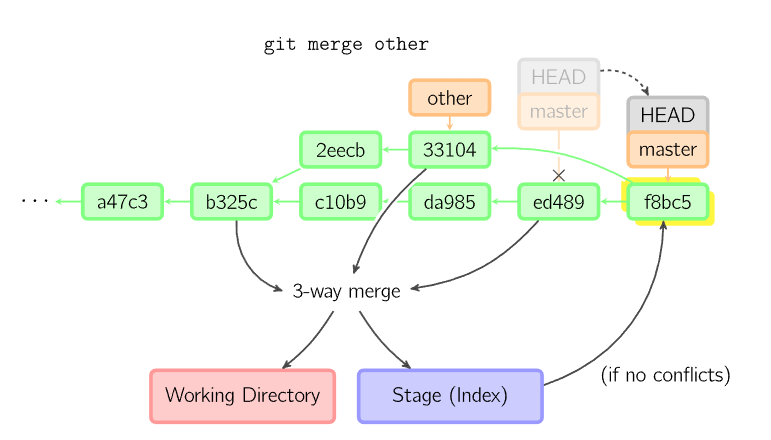 git merge other
HEAD
master
other
HEAD
master
2eecb
33104
...
a47c3
b325c
c10b9
da985
ed489
f8bc5
3-way merge
(if no conflicts)
Working Directory
Stage (Index)